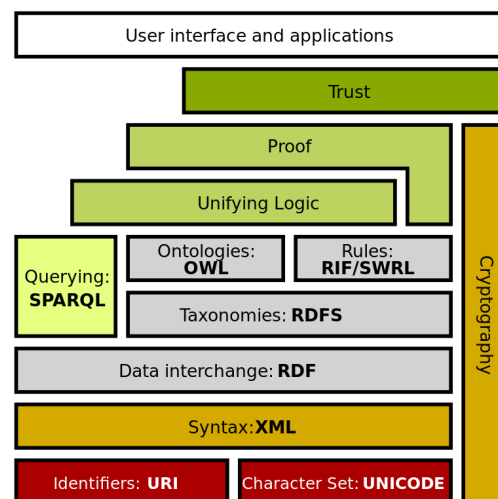 User interface and applications
Trust
Proof
Unifying Logic
Querying:
SPARQL
Ontologies:
OWL
Rules:
RIF/SWRL
Taxonomies: RDFS
Data interchange: RDF
Syntax:XML
Identifiers: URI
Character Set: UNICODE
Cryptography